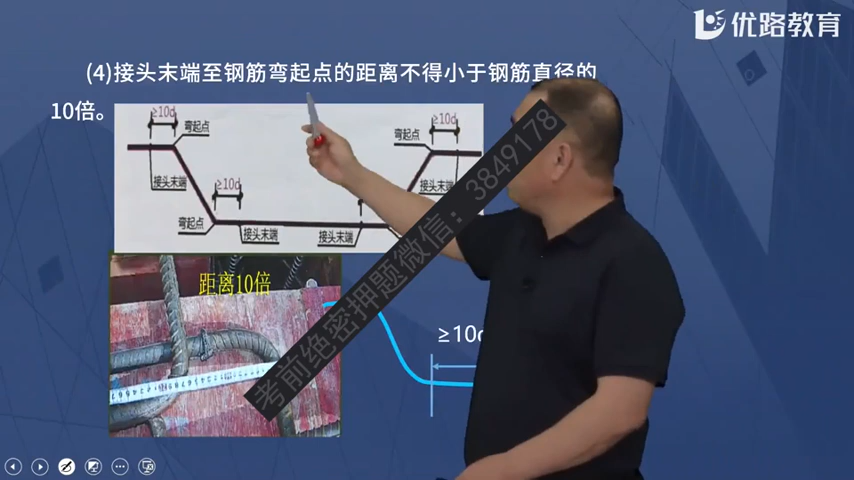 优路教育
(4)接头末端至钢筋弯起点的距离不得小于钢筋直径的
10倍。
≥10d
弯起点
≥10d
弯起点
接头末端
≥10d
接头末端
弯起点
接头末端
接头末端
距离10倍
≥10d
考前绝密押题微信：3849178